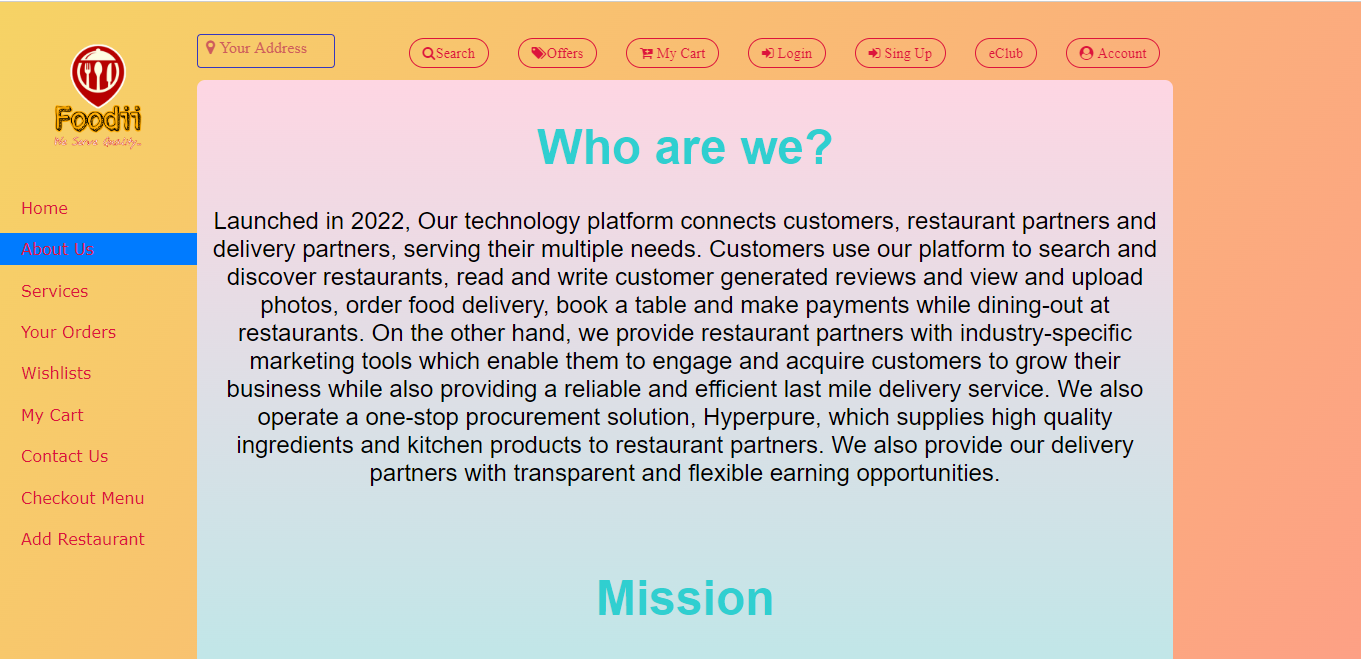 Your Address
Search
Offers
My Cart
Login
Sing Up
eClub
Account
Foodii
We Serve Quality..
Home
About Us
Services
Your Orders
Wishlists
My Cart
Contact Us
Checkout Menu
Add Restaurant
Who are we?
Launched in 2022, Our technology platform connects customers, restaurant partners and
delivery partners, serving their multiple needs. Customers use our platform to search and
discover restaurants, read and write customer generated reviews and view and upload
photos, order food delivery, book a table and make payments while dining-out at
restaurants. On the other hand, we provide restaurant partners with industry-specific
marketing tools which enable them to engage and acquire customers to grow their
business while also providing a reliable and efficient last mile delivery service. We also
operate a one-stop procurement solution, Hyperpure, which supplies high quality
ingredients and kitchen products to restaurant partners. We also provide our delivery
partners with transparent and flexible earning opportunities.
Mission